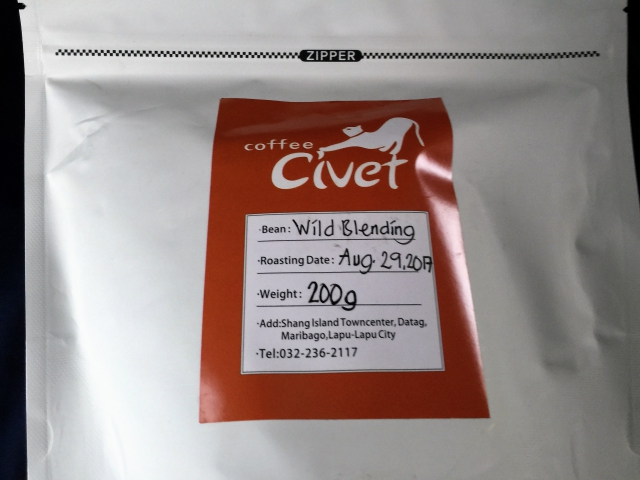 ZIPPER
coffee
Civet
·Bean: Wild Blending
·Roasting Date: Aug. 29,2017
·Weight: 200g
·Add:Shang Island Towncenter, Datag,
Maribago,Lapu-Lapu City
·Tel:032-236-2117